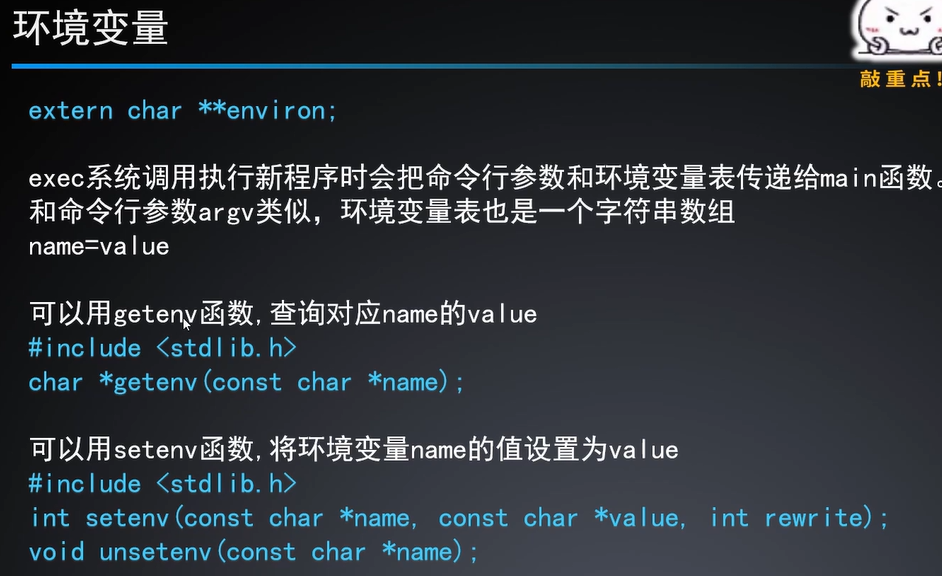 环境变量
敲重点!
extern char **environ;
exec系统调用执行新程序时会把命令行参数和环境变量表传递给main函数。
和命令行参数argv类似，环境变量表也是一个字符串数组
name=value
可以用getenv函数,查询对应name的value
#include <stdlib.h>
char *getenv(const char *name);
可以用setenv函数,将环境变量name的值设置为value
#include <stdlib.h>
int setenv(const char *name, const char *value, int rewrite);
void unsetenv(const char *name);